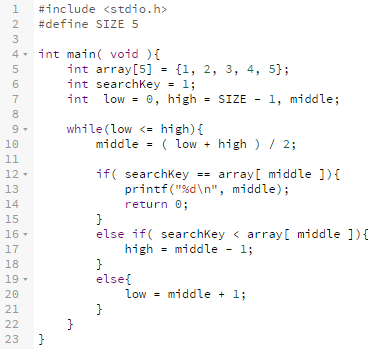 1 #include <stdio.h>
2 #define SIZE 5
3
4 int main( void ){
5     int array[5] = {1, 2, 3, 4, 5};
6     int searchKey = 1;
7     int  low = 0, high = SIZE - 1, middle;
8
9     while(low <= high){
10         middle = ( low + high ) / 2;
11
12         if( searchKey == array[ middle ]){
13             printf("%d\n", middle);
14             return 0;
15         }
16         else if( searchKey < array[ middle ]){
17             high = middle - 1;
18         }
19         else{
20             low = middle + 1;
21         }
22     }
23 }